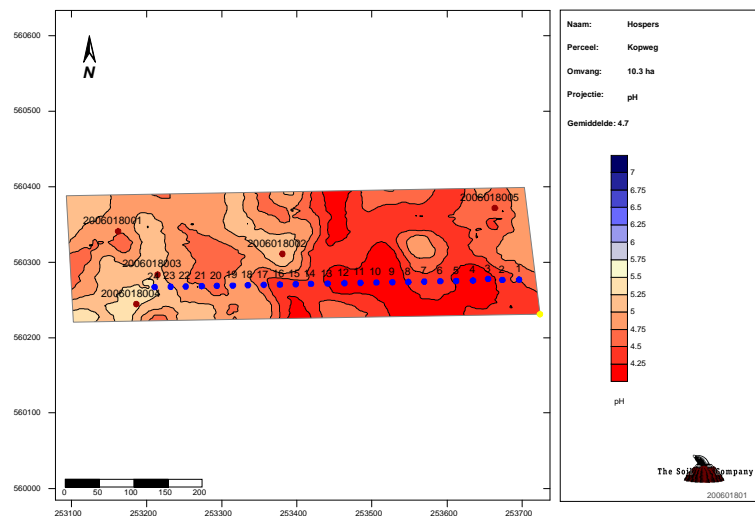 Naam: Hospers
Perceel: Kopweg
Omvang: 10.3 ha
Projectie: pH
Gemiddelde: 4.7
560600
560500
560400
560300
560200
560100
560000
N
2006018001
2006018002
2006018003
2006018004
2006018005
24 23 22 21 20 19 18 17 16 15 14 13 12 11 10 9 8 7 6 5 4 3 2 1
0 50 100 150 200
253100 253200 253300 253400 253500 253600 253700
7
6.75
6.5
6.25
6
5.75
5.5
5.25
5
4.75
4.5
4.25
pH
The Soil Company
200601801